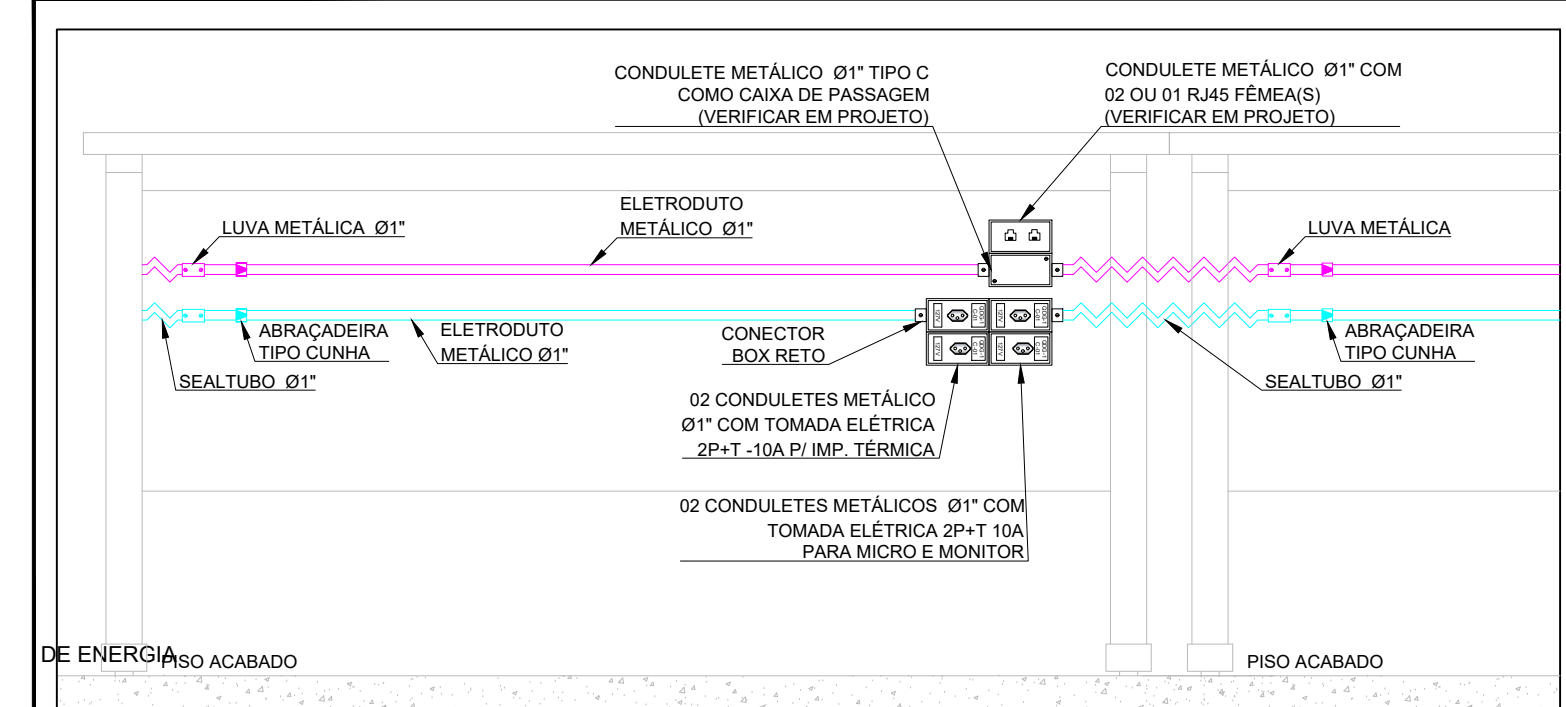 CONDULETE METÁLICO Ø1" TIPO C
COMO CAIXA DE PASSAGEM
(VERIFICAR EM PROJETO)
CONDULETE METÁLICO Ø1" COM
02 OU 01 RJ45 FÊMEA(S)
(VERIFICAR EM PROJETO)
LUVA METÁLICA Ø1"
ELETRODUTO
METÁLICO Ø1"
LUVA METÁLICA
ABRAÇADEIRA
TIPO CUNHA
ELETRODUTO
METÁLICO Ø1"
CONECTOR
BOX RETO
127V
127V
127V
127V
ABRAÇADEIRA
TIPO CUNHA
SEALTUBO Ø1"
SEALTUBO Ø1"
02 CONDULETES METÁLICO
Ø1" COM TOMADA ELÉTRICA
2P+T -10A P/ IMP. TÉRMICA
02 CONDULETES METÁLICOS Ø1" COM
TOMADA ELÉTRICA 2P+T 10A
PARA MICRO E MONITOR
DE ENERGIA
PISO ACABADO
PISO ACABADO